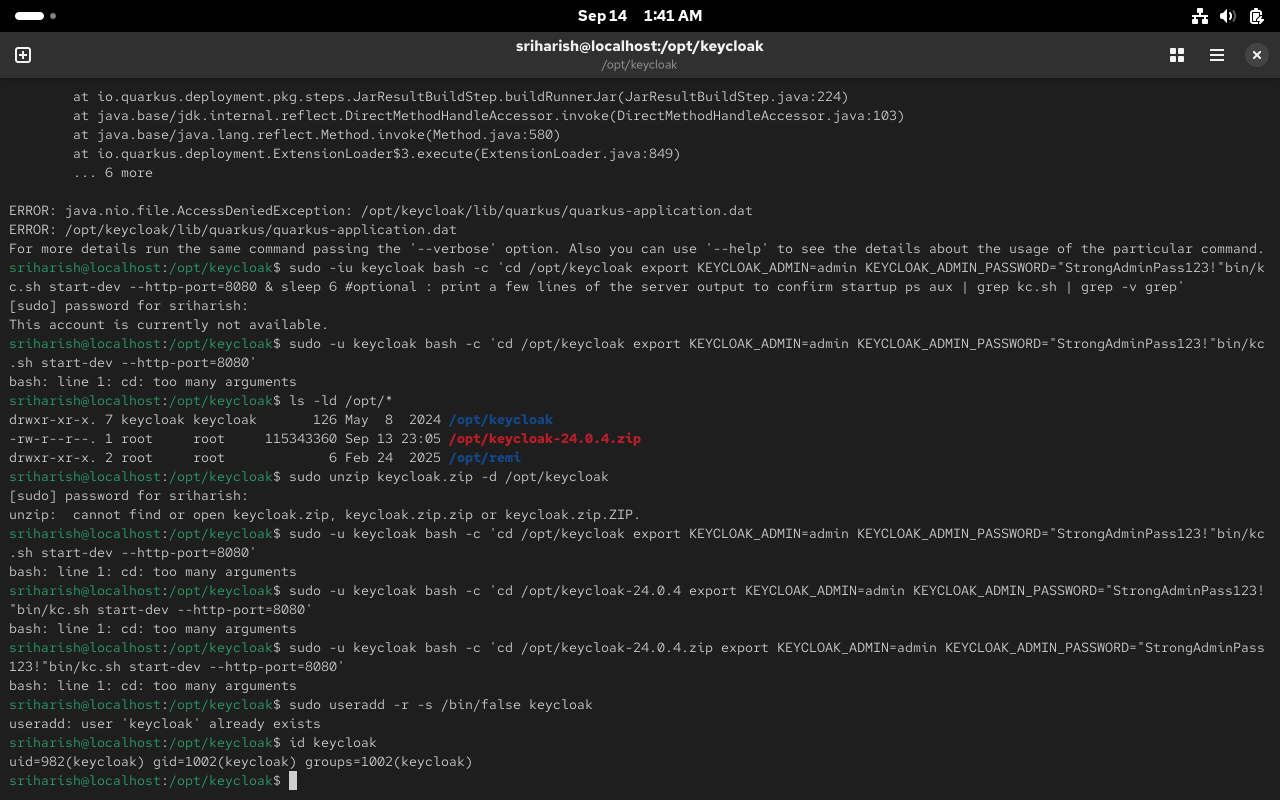 Sep 14 1:41 AM
sriharish@localhost:/opt/keycloak
/opt/keycloak
at io.quarkus.deployment.pkg.steps.JarResultBuildStep.buildRunnerJar(JarResultBuildStep.java:224)
at java.base/jdk.internal.reflect.DirectMethodHandleAccessor.invoke(DirectMethodHandleAccessor.java:103)
at java.base/java.lang.reflect.Method.invoke(Method.java:580)
at io.quarkus.deployment.ExtensionLoader$3.execute(ExtensionLoader.java:849)
... 6 more
ERROR: java.nio.file.AccessDeniedException: /opt/keycloak/lib/quarkus/quarkus-application.dat
ERROR: /opt/keycloak/lib/quarkus/quarkus-application.dat
For more details run the same command passing the '--verbose' option. Also you can use '--help' to see the details about the usage of the particular command.
sriharish@localhost:/opt/keycloak$ sudo -iu keycloak bash -c 'cd /opt/keycloak export KEYCLOAK_ADMIN=admin KEYCLOAK_ADMIN_PASSWORD="StrongAdminPass123!"bin/k
c.sh start-dev --http-port=8080 & sleep 6 #optional : print a few lines of the server output to confirm startup ps aux | grep kc.sh | grep -v grep'
[sudo] password for sriharish:
This account is currently not available.
sriharish@localhost:/opt/keycloak$ sudo -u keycloak bash -c 'cd /opt/keycloak export KEYCLOAK_ADMIN=admin KEYCLOAK_ADMIN_PASSWORD="StrongAdminPass123!"bin/kc
.sh start-dev --http-port=8080'
bash: line 1: cd: too many arguments
sriharish@localhost:/opt/keycloak$ ls -ld /opt/*
drwxr-xr-x. 7 keycloak keycloak       126 May  8  2024 /opt/keycloak
-rw-r--r--. 1 root     root     115343360 Sep 13 23:05 /opt/keycloak-24.0.4.zip
drwxr-xr-x. 2 root     root             6 Feb 24  2025 /opt/remi
sriharish@localhost:/opt/keycloak$ sudo unzip keycloak.zip -d /opt/keycloak
[sudo] password for sriharish:
unzip:  cannot find or open keycloak.zip, keycloak.zip.zip or keycloak.zip.ZIP.
sriharish@localhost:/opt/keycloak$ sudo -u keycloak bash -c 'cd /opt/keycloak export KEYCLOAK_ADMIN=admin KEYCLOAK_ADMIN_PASSWORD="StrongAdminPass123!"bin/kc
.sh start-dev --http-port=8080'
bash: line 1: cd: too many arguments
sriharish@localhost:/opt/keycloak$ sudo -u keycloak bash -c 'cd /opt/keycloak-24.0.4 export KEYCLOAK_ADMIN=admin KEYCLOAK_ADMIN_PASSWORD="StrongAdminPass123!
"bin/kc.sh start-dev --http-port=8080'
bash: line 1: cd: too many arguments
sriharish@localhost:/opt/keycloak$ sudo -u keycloak bash -c 'cd /opt/keycloak-24.0.4.zip export KEYCLOAK_ADMIN=admin KEYCLOAK_ADMIN_PASSWORD="StrongAdminPass
123!"bin/kc.sh start-dev --http-port=8080'
bash: line 1: cd: too many arguments
sriharish@localhost:/opt/keycloak$ sudo useradd -r -s /bin/false keycloak
useradd: user 'keycloak' already exists
sriharish@localhost:/opt/keycloak$ id keycloak
uid=982(keycloak) gid=1002(keycloak) groups=1002(keycloak)
sriharish@localhost:/opt/keycloak$